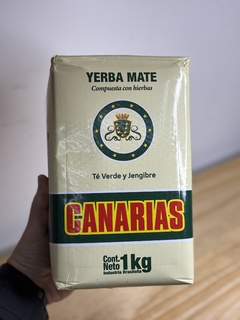 YERBA MATE
Compuesta con hierbas
Té Verde y Jengibre
CANARIAS
Cont.
Neto 1kg
Industria Brasileña